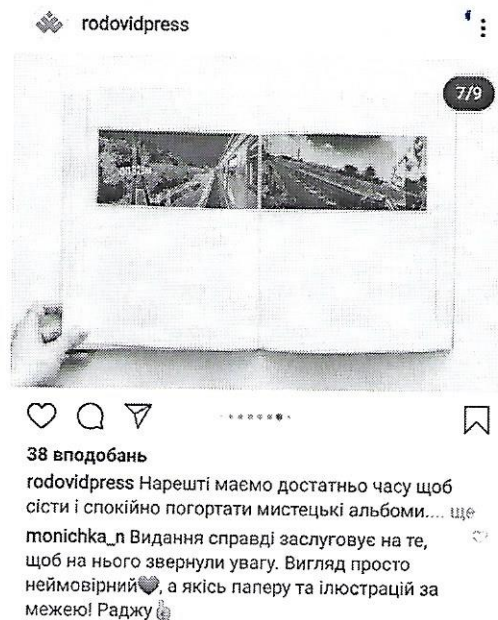 rodovidpress
7/9
38 вподобань
rodovidpress Нарешті маємо достатньо часу щоб
сісти і спокійно погортати мистецькі альбоми.... ще
monichka_n Видання справді заслуговує на те,
щоб на нього звернули увагу. Вигляд просто
неймовірний🖤, а якісь паперу та ілюстрацій за
межею! Раджу👍